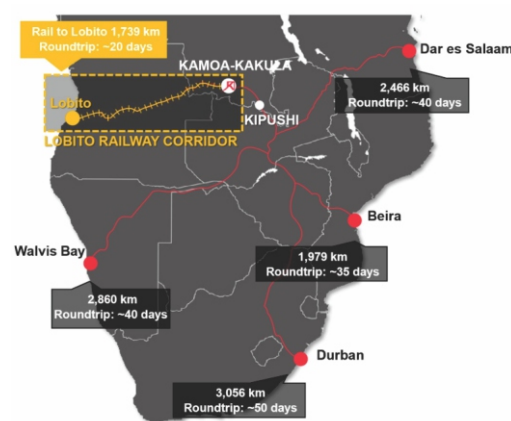 Rail to Lobito 1,739 km
Roundtrip: ~20 days
Dar es Salaam
KAMOA-KAKULA
2,466 km
Roundtrip: ~40 days
Lobito
KIPUSHI
LOBITO RAILWAY CORRIDOR
Beira
Walvis Bay
1,979 km
Roundtrip: ~35 days
2,860 km
Roundtrip: ~40 days
Durban
3,056 km
Roundtrip: ~50 days